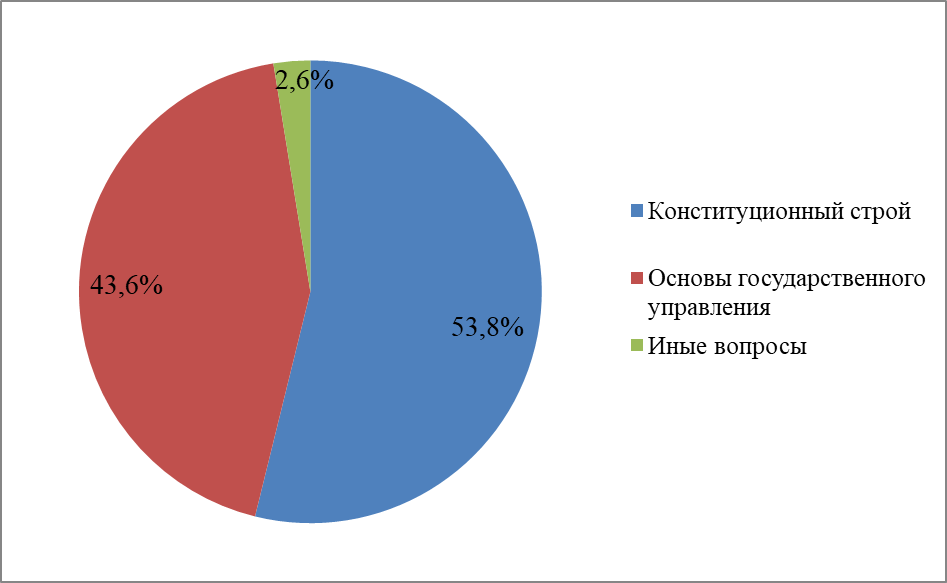 2,6%
43,6%
53,8%
Конституционный строй
Основы государственного
управления
Иные вопросы